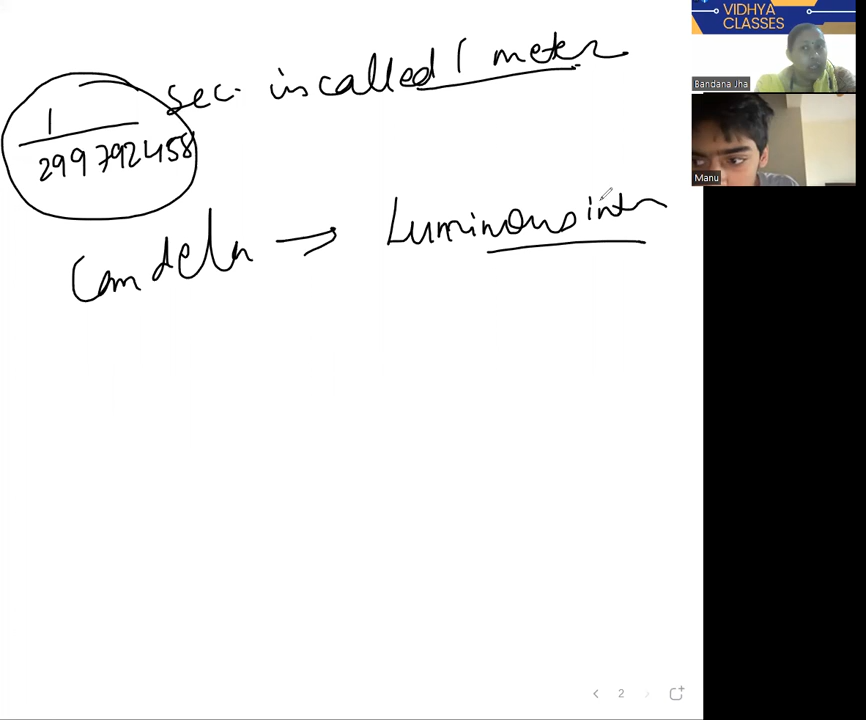 1
299792458
sec. is called 1 meter
Candela → Luminous inten
VIDHYA
CLASSES
Bandana Jha
Manu
2